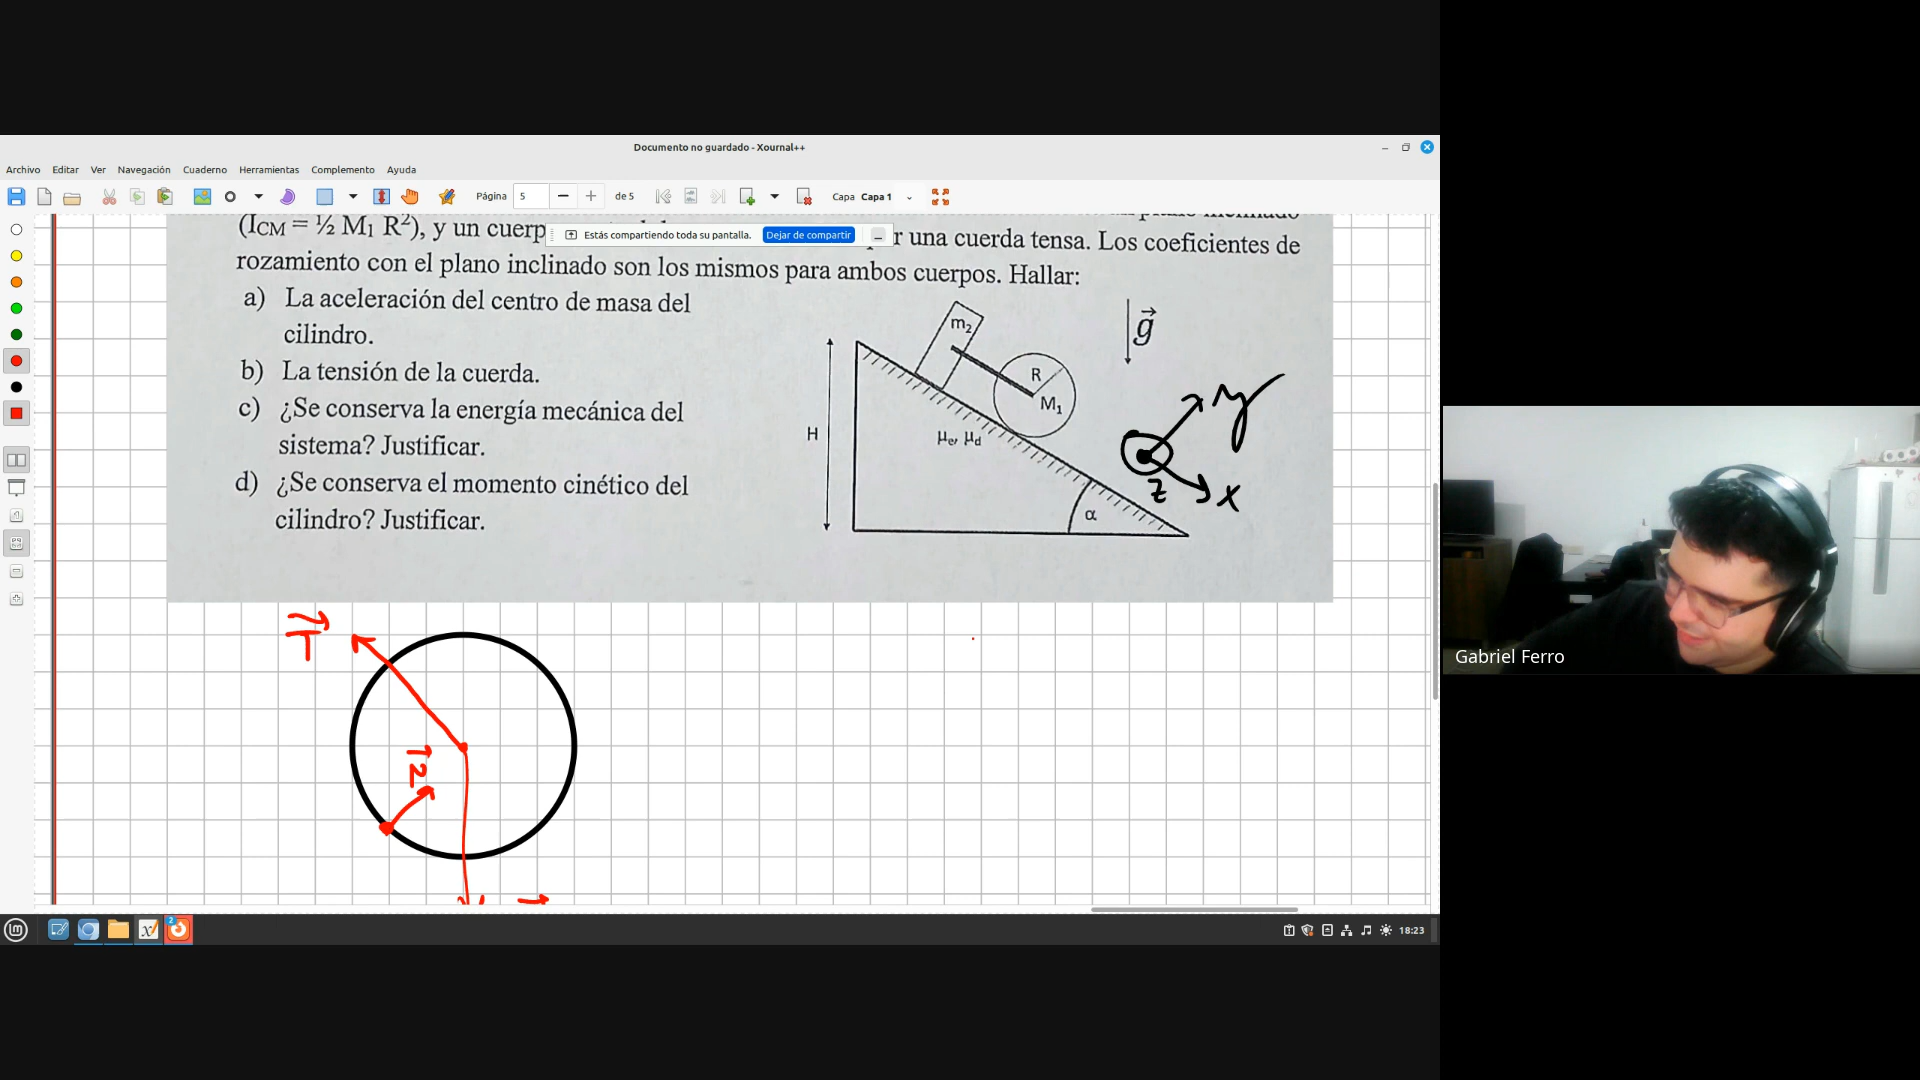 Documento no guardado - Xournal++
Archivo Editar Ver Navegación Cuaderno Herramientas Complemento Ayuda
Página 5 de 5 Capa Capa 1
plano inclinado
(ICM = ½ M₁ R²), y un cuerp
Estás compartiendo toda su pantalla. Dejar de compartir
r una cuerda tensa. Los coeficientes de
rozamiento con el plano inclinado son los mismos para ambos cuerpos. Hallar:
a) La aceleración del centro de masa del
cilindro.
b) La tensión de la cuerda.
c) ¿Se conserva la energía mecánica del
sistema? Justificar.
d) ¿Se conserva el momento cinético del
cilindro? Justificar.
m₂
R
M₁
g
H
μe, μd
α
y
z
x
T
Gabriel Ferro
2
18:23